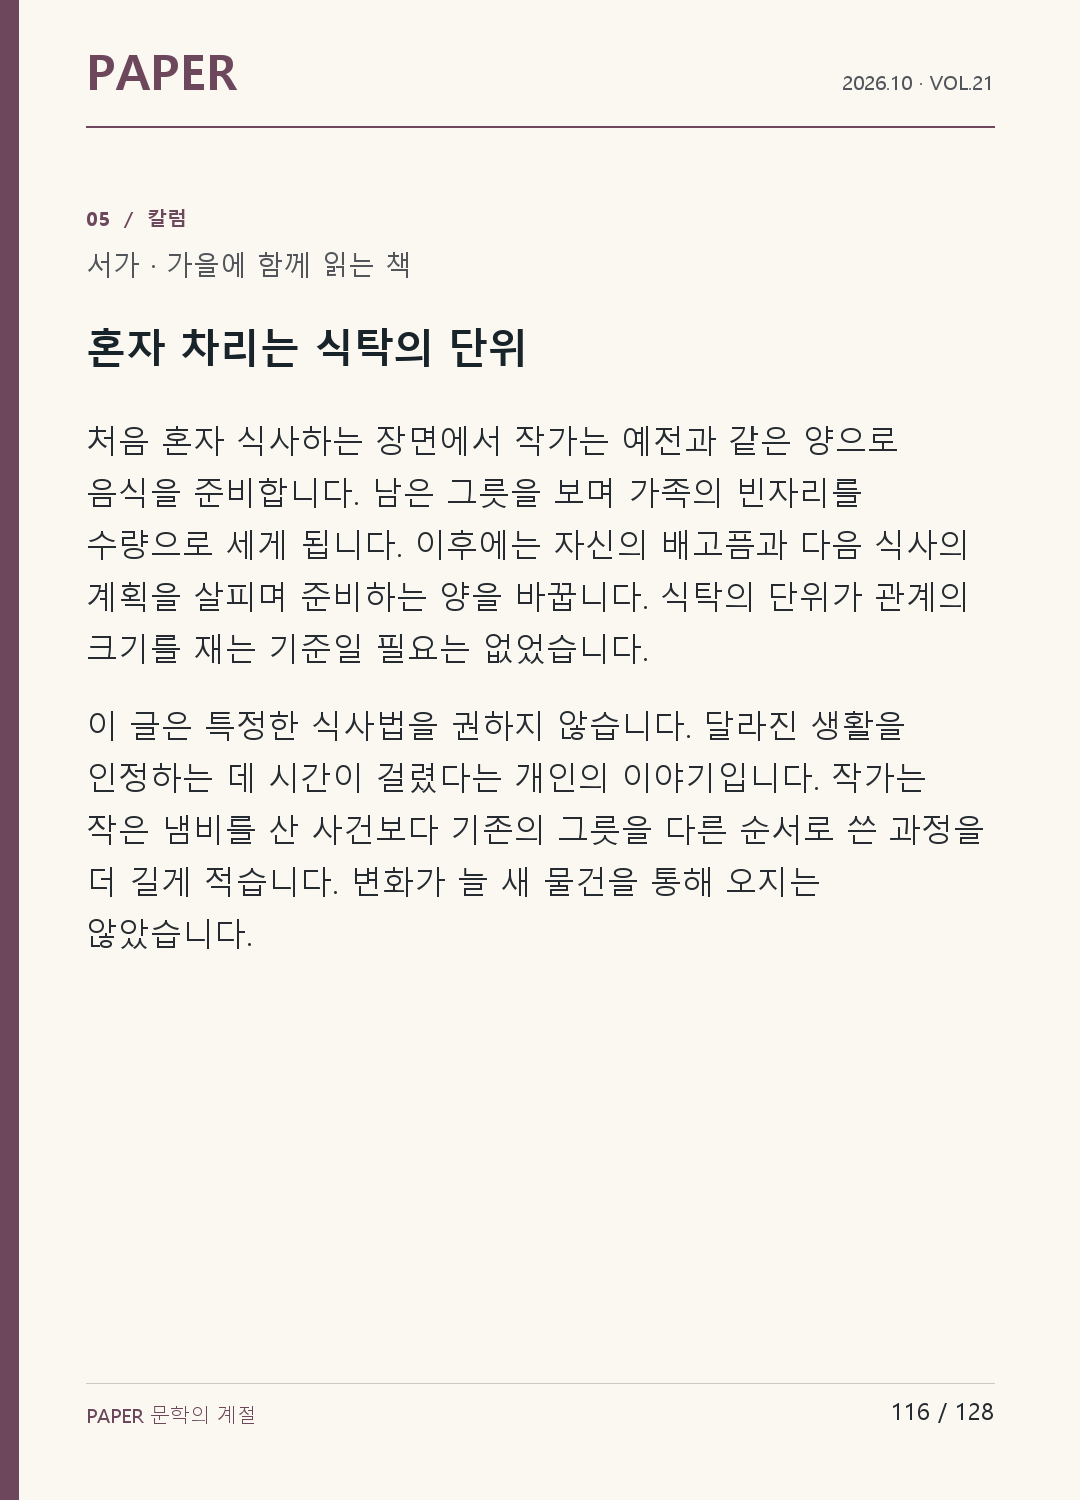 PAPER
2026.10 · VOL.21
05 / 칼럼
서가 · 가을에 함께 읽는 책
혼자 차리는 식탁의 단위
처음 혼자 식사하는 장면에서 작가는 예전과 같은 양으로
음식을 준비합니다. 남은 그릇을 보며 가족의 빈자리를
수량으로 세게 됩니다. 이후에는 자신의 배고픔과 다음 식사의
계획을 살피며 준비하는 양을 바꿉니다. 식탁의 단위가 관계의
크기를 재는 기준일 필요는 없었습니다.
이 글은 특정한 식사법을 권하지 않습니다. 달라진 생활을
인정하는 데 시간이 걸렸다는 개인의 이야기입니다. 작가는
작은 냄비를 산 사건보다 기존의 그릇을 다른 순서로 쓴 과정을
더 길게 적습니다. 변화가 늘 새 물건을 통해 오지는
않았습니다.
PAPER 문학의 계절
116 / 128